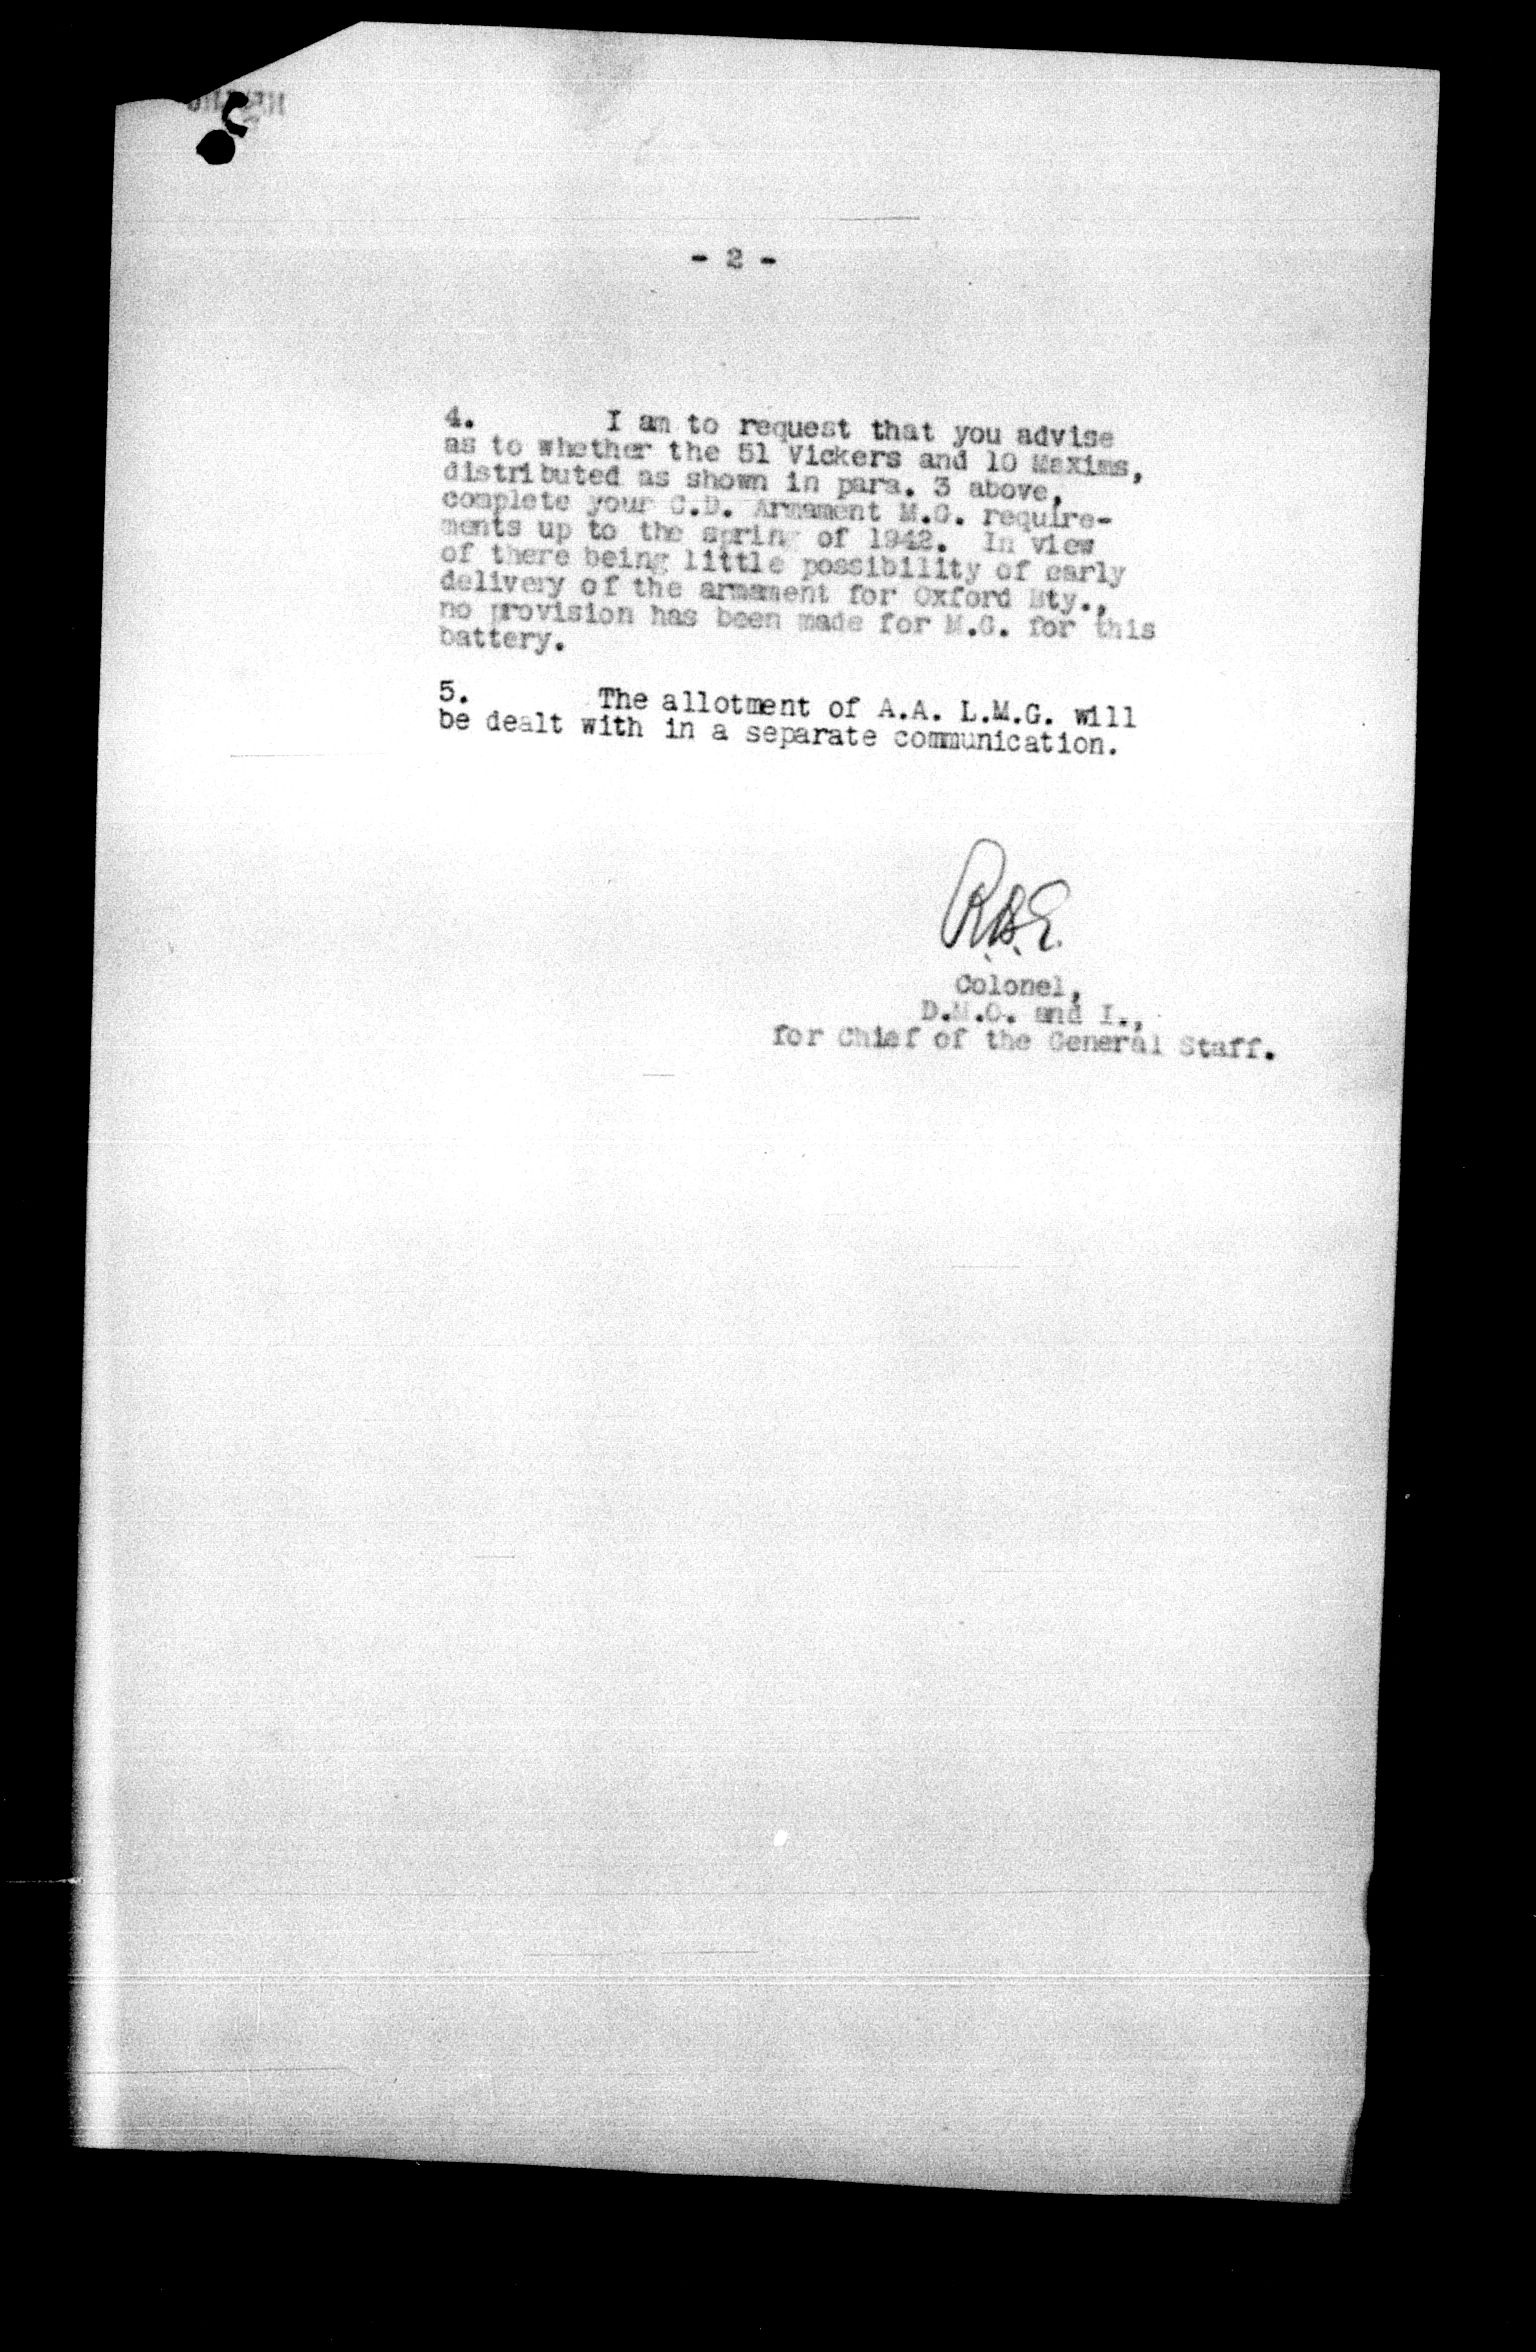 - 2 -
4. I am to request that you advise
as to whether the 51 Vickers and 10 Maxims,
distributed as shown in para. 3 above,
complete your C.D. Armament M.G. require-
ments up to the spring of 1942. In view
of there being little possibility of early
delivery of the armament for Oxford Bty.,
no provision has been made for M.G. for this
battery.
5. The allotment of A.A. L.M.G. will
be dealt with in a separate communication.
R.B.G.
Colonel,
D.M.O. and I.,
for Chief of the General Staff.